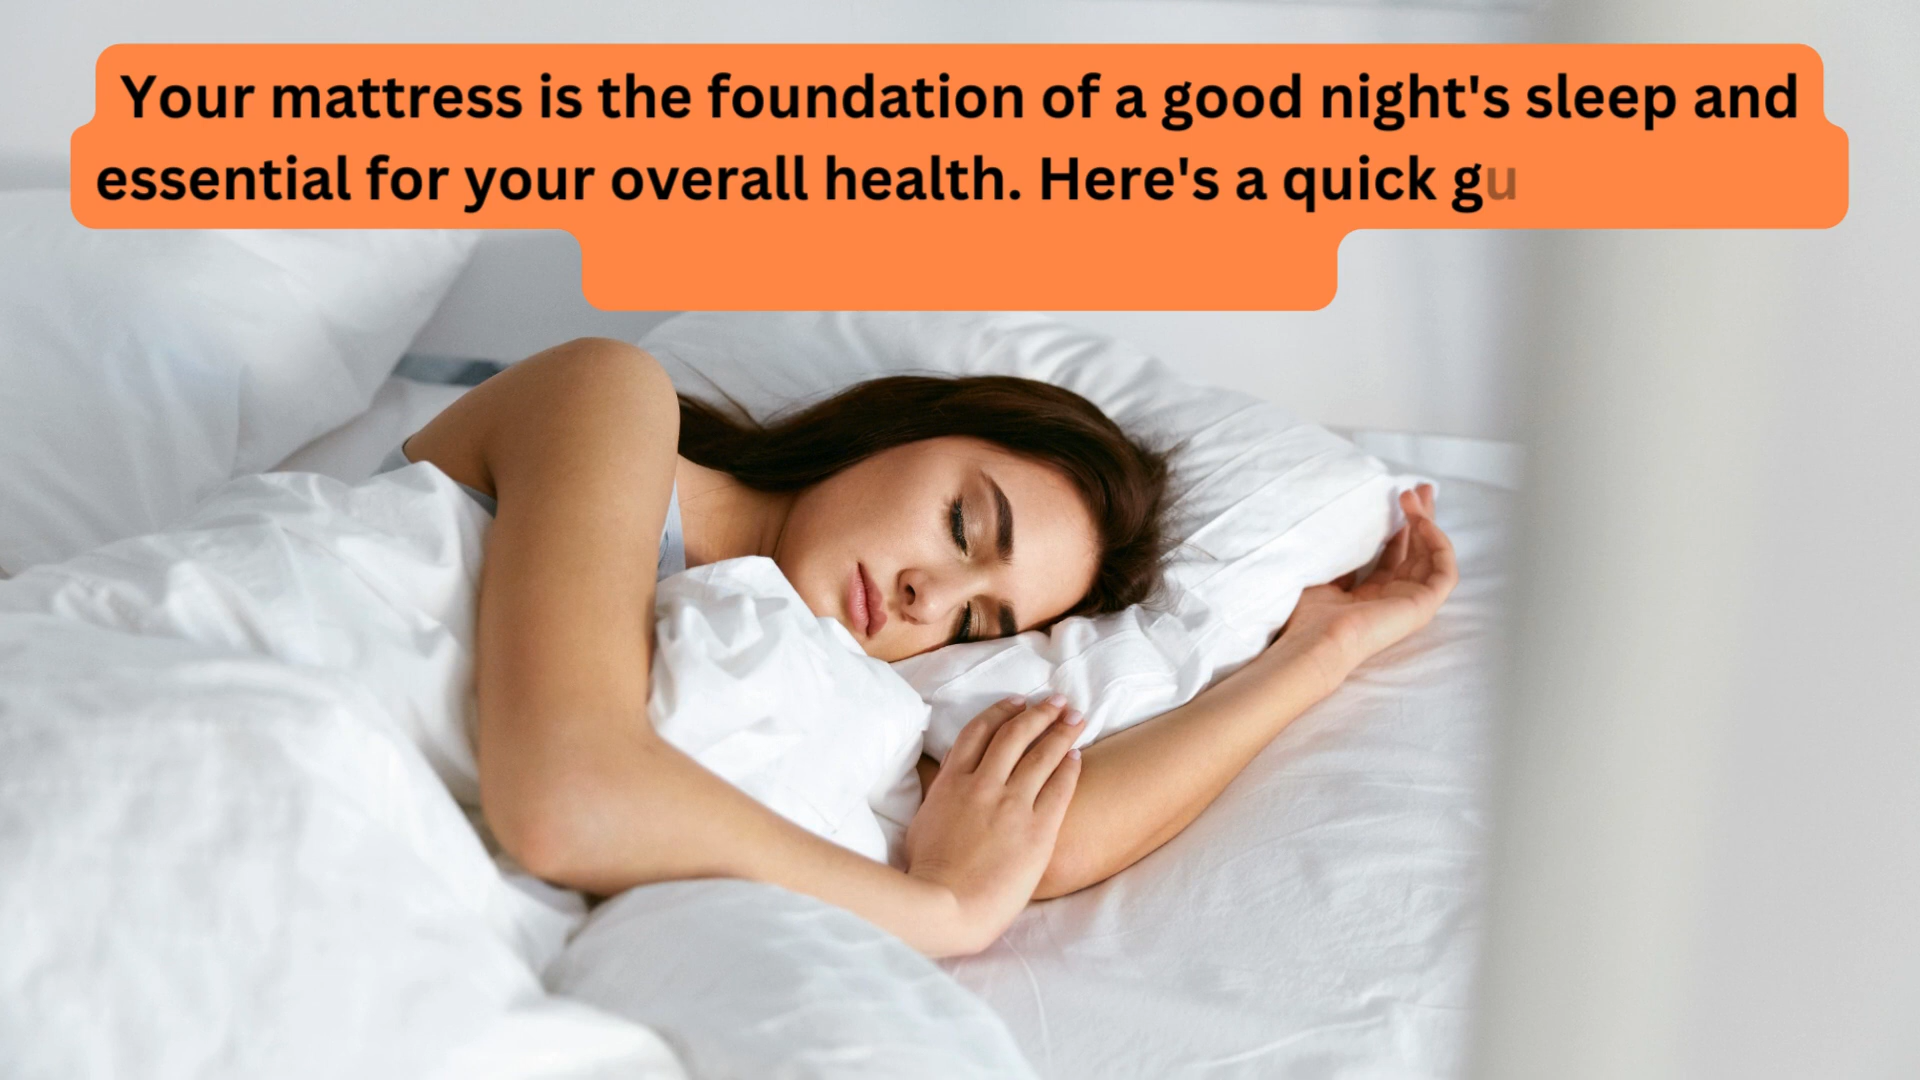 Your mattress is the foundation of a good night's sleep and
essential for your overall health. Here's a quick gu